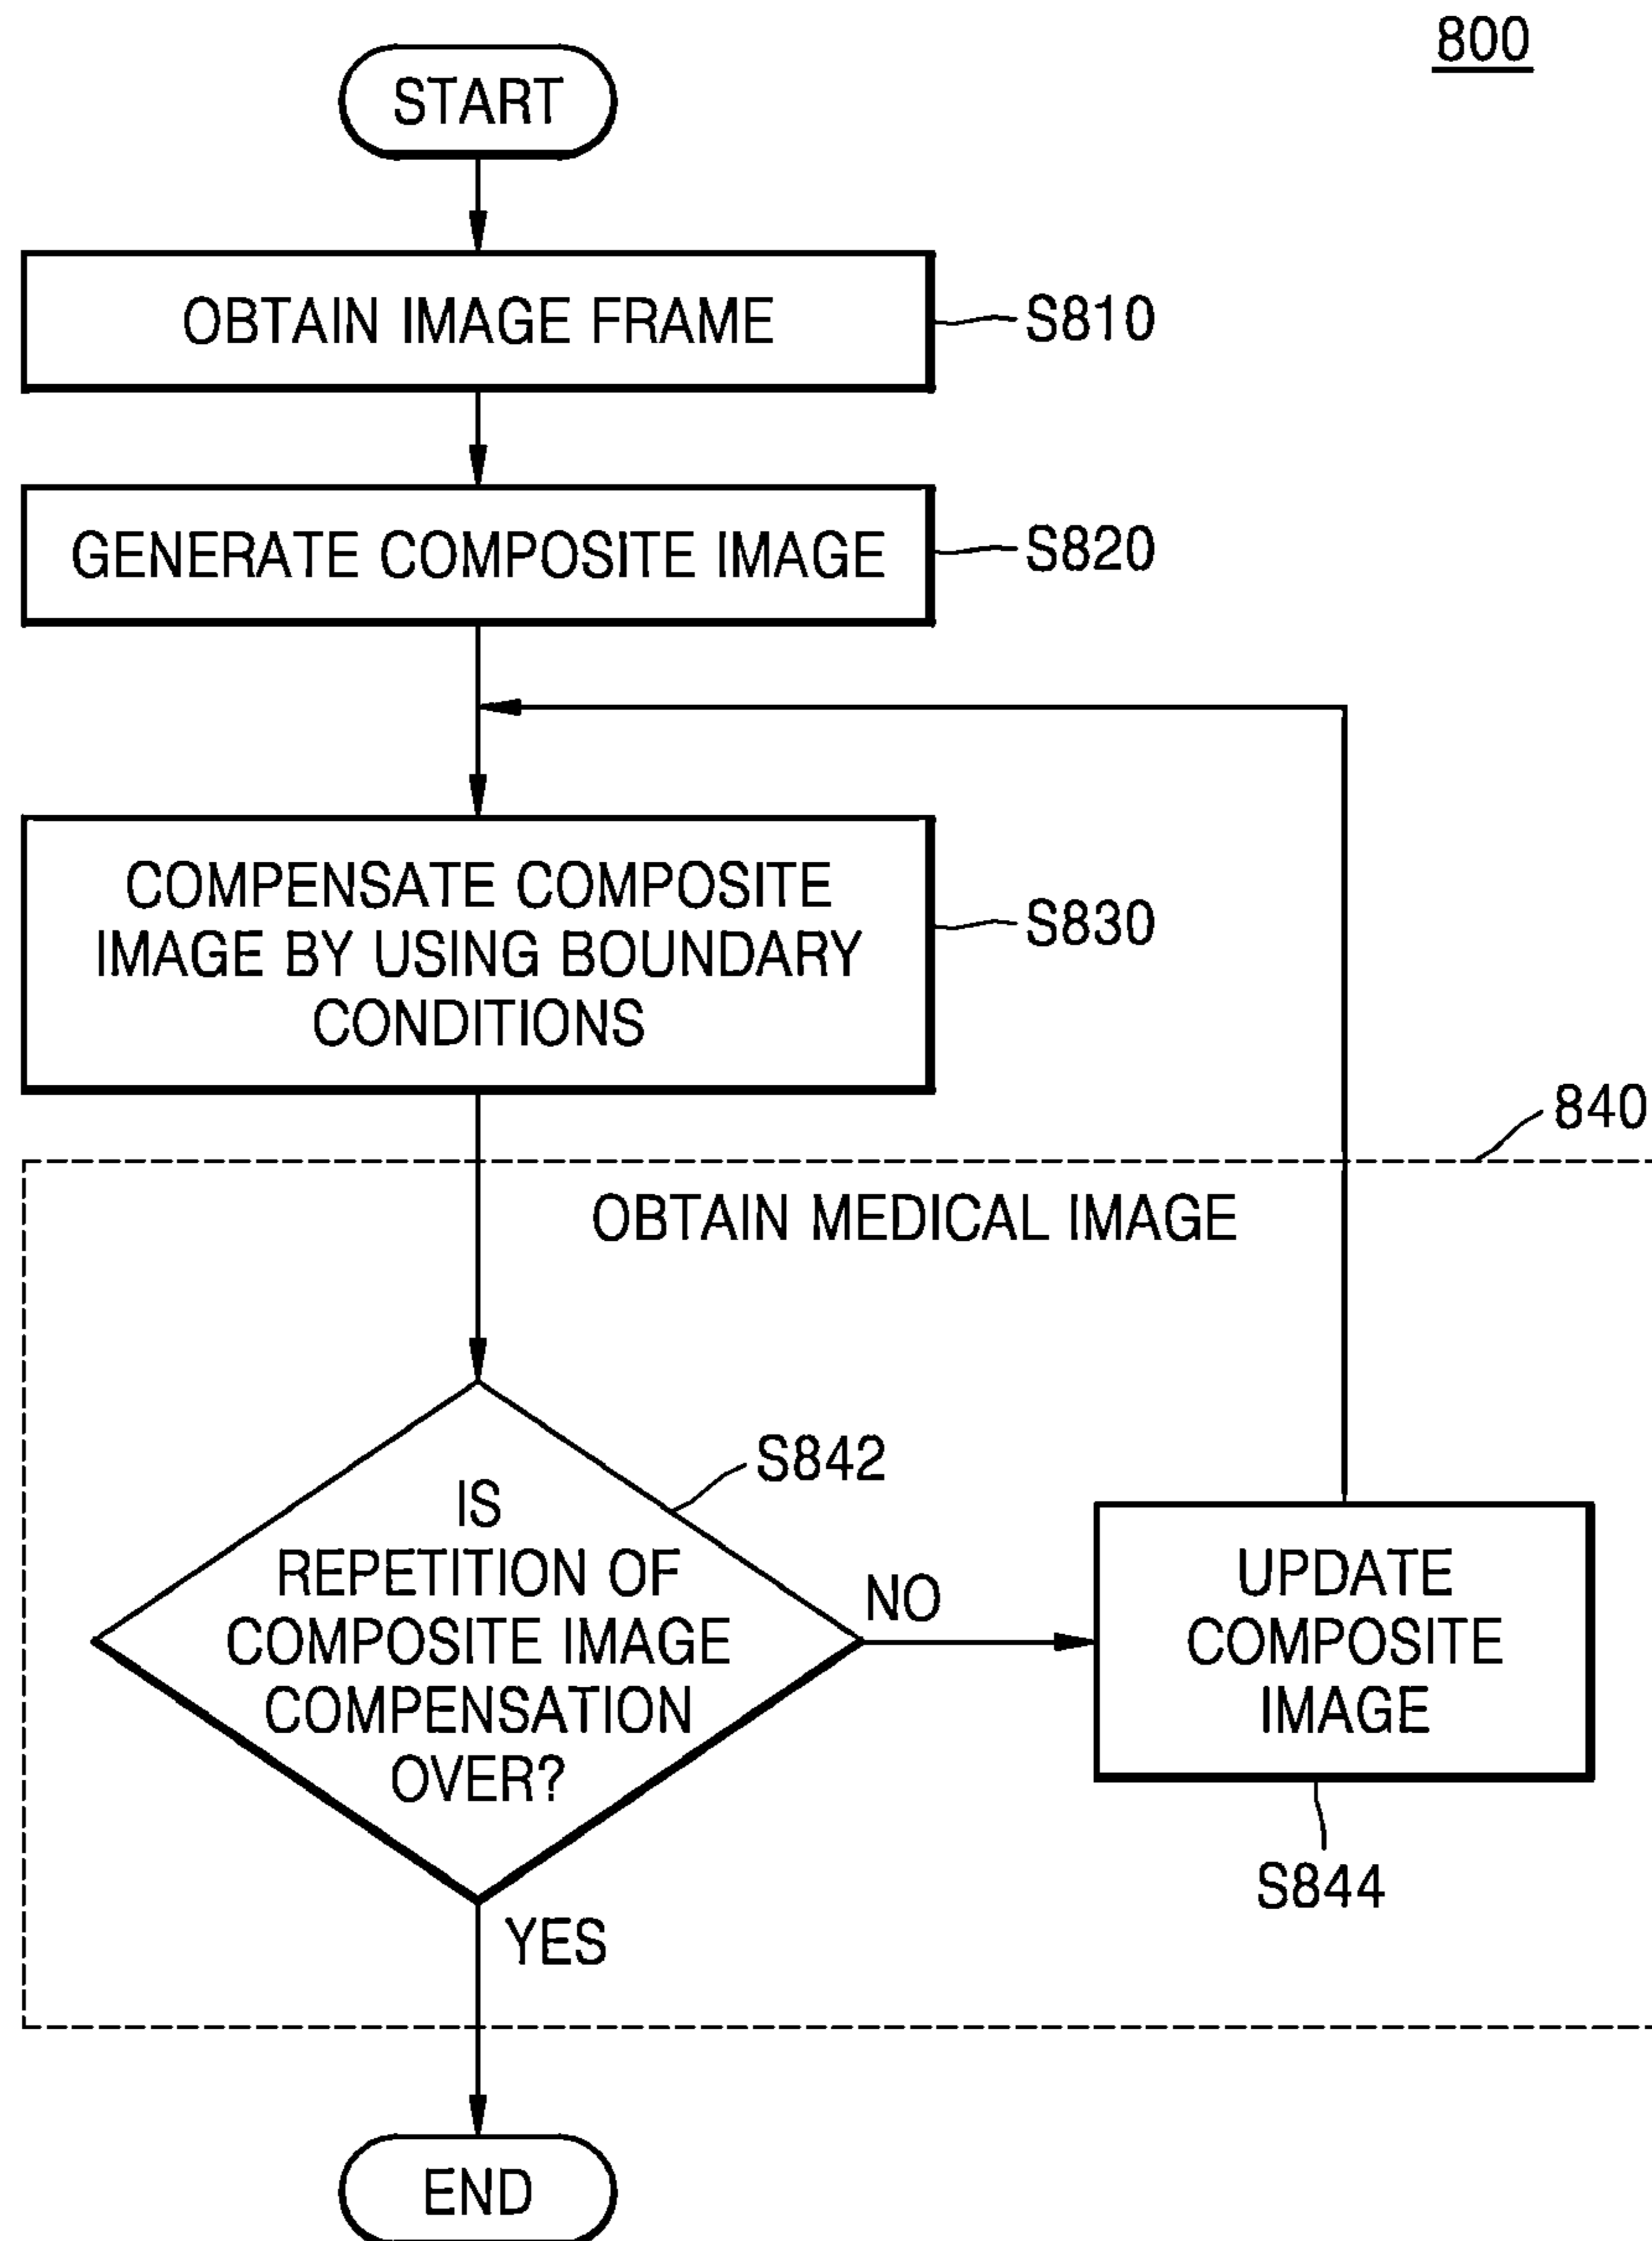 800
START
OBTAIN IMAGE FRAME
S810
GENERATE COMPOSITE IMAGE
S820
COMPENSATE COMPOSITE
IMAGE BY USING BOUNDARY
CONDITIONS
S830
840
OBTAIN MEDICAL IMAGE
S842
IS
REPETITION OF
COMPOSITE IMAGE
COMPENSATION
OVER?
NO
UPDATE
COMPOSITE
IMAGE
S844
YES
END